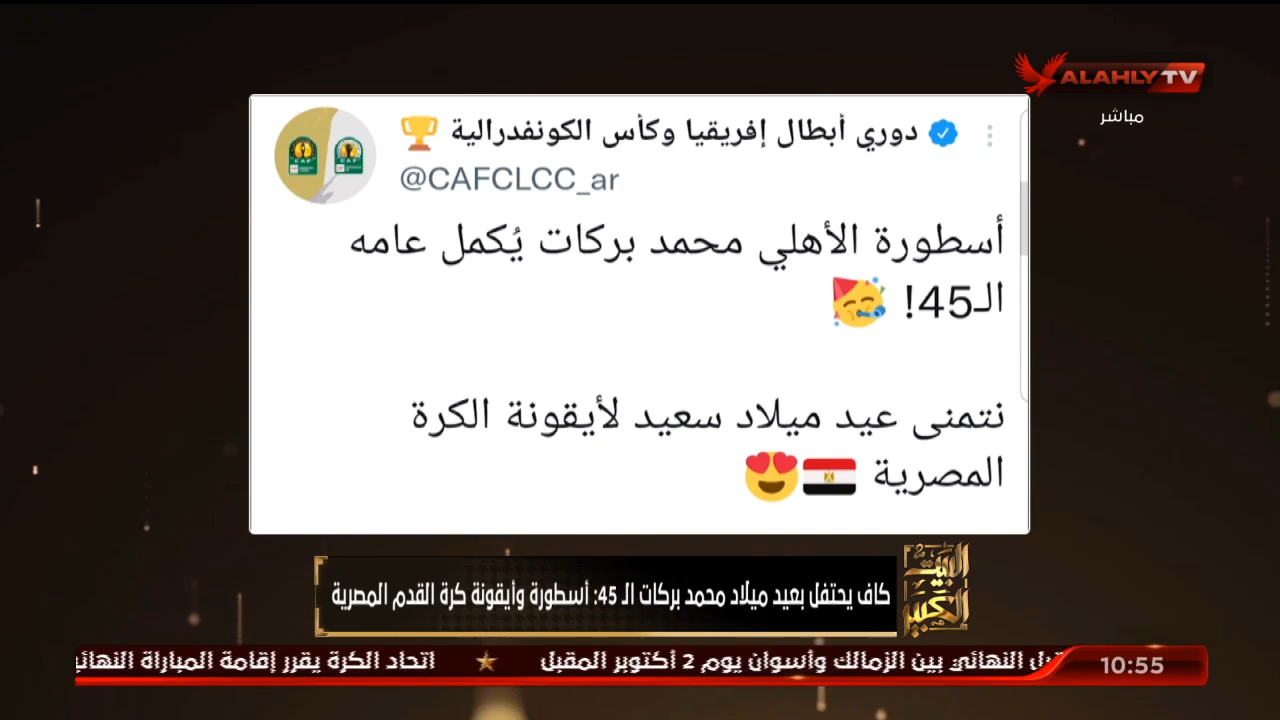 ALAHLY TV
مباشر
دوري أبطال إفريقيا وكأس الكونفدرالية 🏆
@CAFCLCC_ar
أسطورة الأهلي محمد بركات يُكمل عامه
الـ45! 🥳
نتمنى عيد ميلاد سعيد لأيقونة الكرة
المصرية 🇪🇬😍
البيت الكبير
كاف يحتفل بعيد ميلاد محمد بركات الـ 45: أسطورة وأيقونة كرة القدم المصرية
النهائي بين الزمالك وأسوان يوم 2 أكتوبر المقبل ★ اتحاد الكرة يقرر إقامة المباراة
10:55